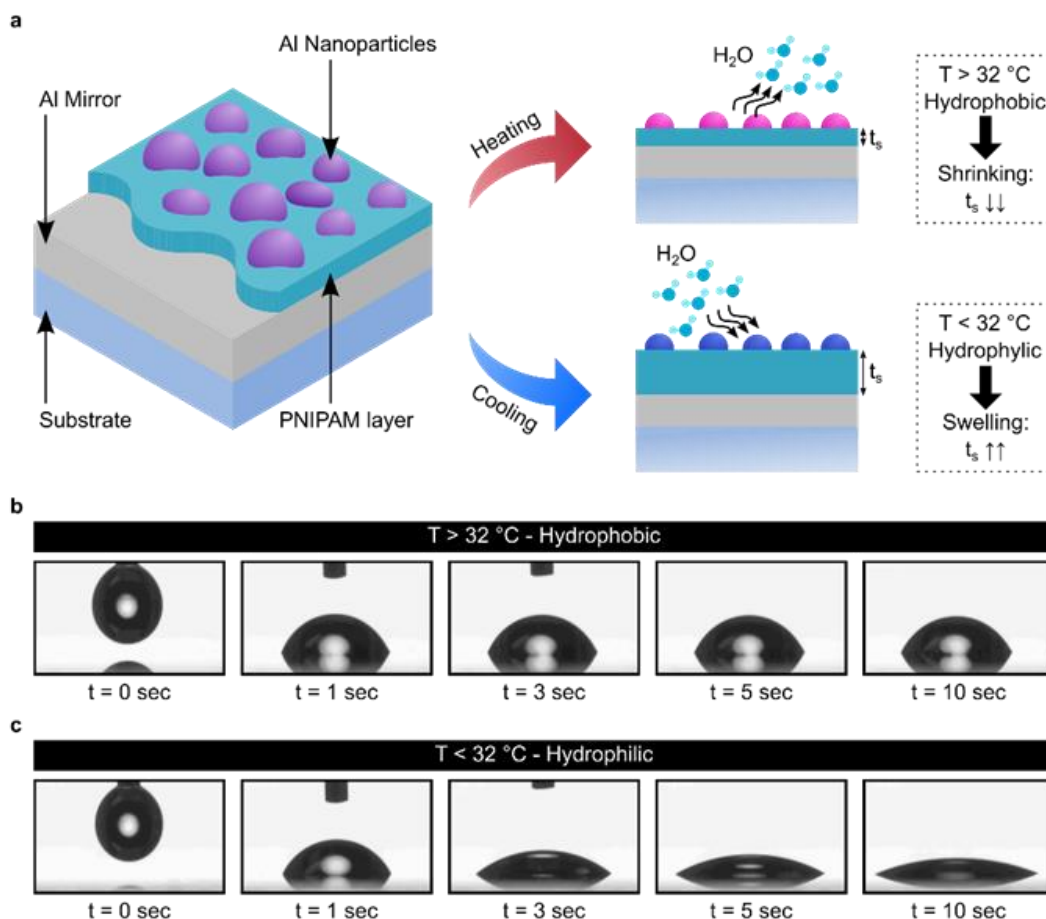 a
Al Nanoparticles
Al Mirror
Substrate
PNIPAM layer
Heating
H₂O
tₛ
T > 32 °C
Hydrophobic
Shrinking:
tₛ ↓↓
Cooling
H₂O
tₛ
T < 32 °C
Hydrophylic
Swelling:
tₛ ↑↑
b
T > 32 °C - Hydrophobic
t = 0 sec
t = 1 sec
t = 3 sec
t = 5 sec
t = 10 sec
c
T < 32 °C - Hydrophilic
t = 0 sec
t = 1 sec
t = 3 sec
t = 5 sec
t = 10 sec